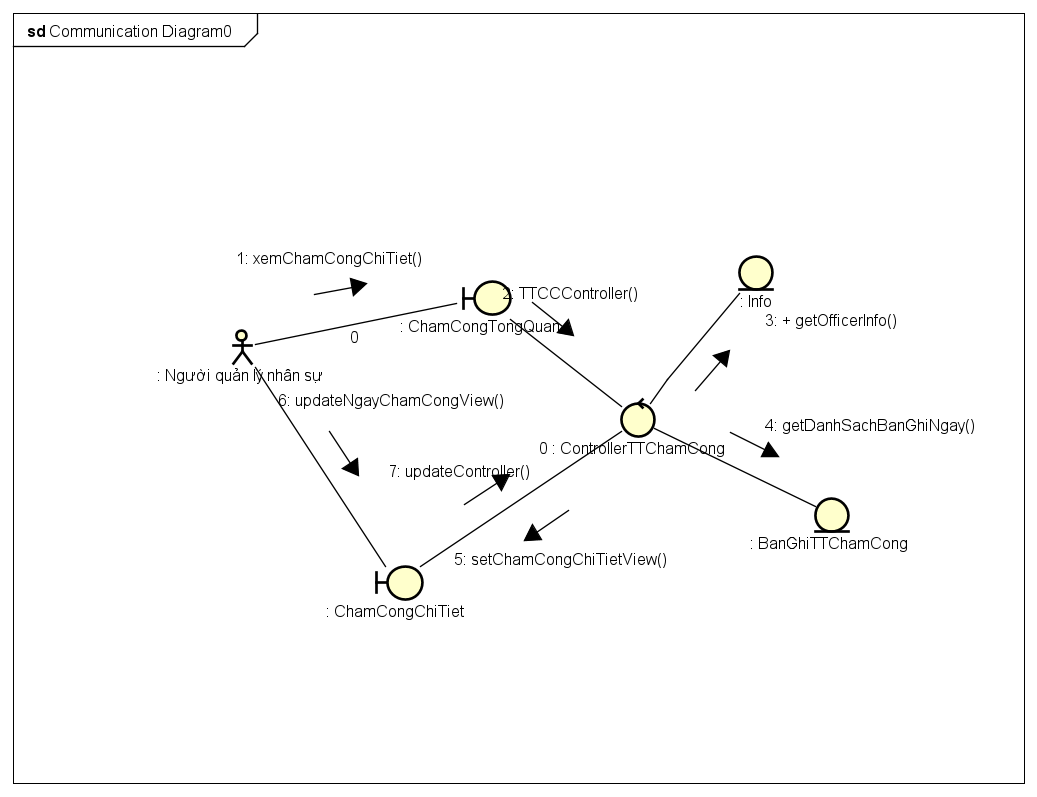 sd Communication Diagram0
1: xemChamCongChiTiet()
: Info
2: TTCCController()
3: + getOfficerInfo()
: ChamCongTongQuan
0
: Người quản lý nhân sự
6: updateNgayChamCongView()
4: getDanhSachBanGhiNgay()
0 : ControllerTTChamCong
7: updateController()
: BanGhiTTChamCong
5: setChamCongChiTietView()
: ChamCongChiTiet